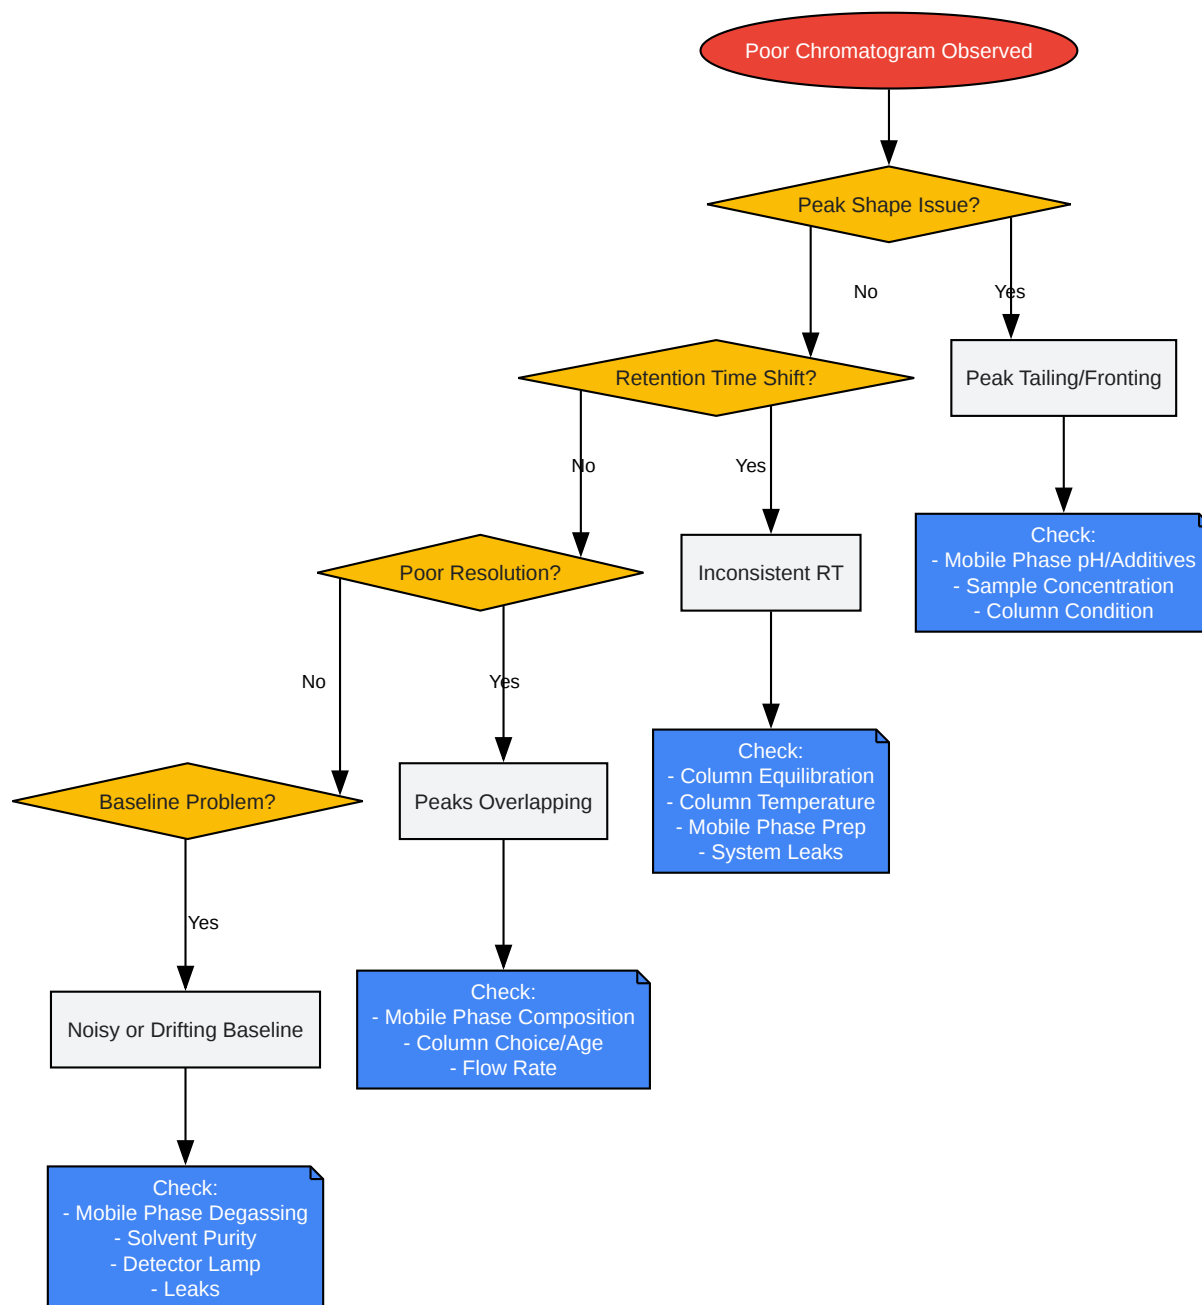 Poor Chromatogram Observed
Peak Shape Issue?
No
Yes
Retention Time Shift?
Peak Tailing/Fronting
No
Yes
Poor Resolution?
Inconsistent RT
Check:
- Mobile Phase pH/Additives
- Sample Concentration
- Column Condition
No
Yes
Baseline Problem?
Peaks Overlapping
Check:
- Column Equilibration
- Column Temperature
- Mobile Phase Prep
- System Leaks
Yes
Noisy or Drifting Baseline
Check:
- Mobile Phase Composition
- Column Choice/Age
- Flow Rate
Check:
- Mobile Phase Degassing
- Solvent Purity
- Detector Lamp
- Leaks